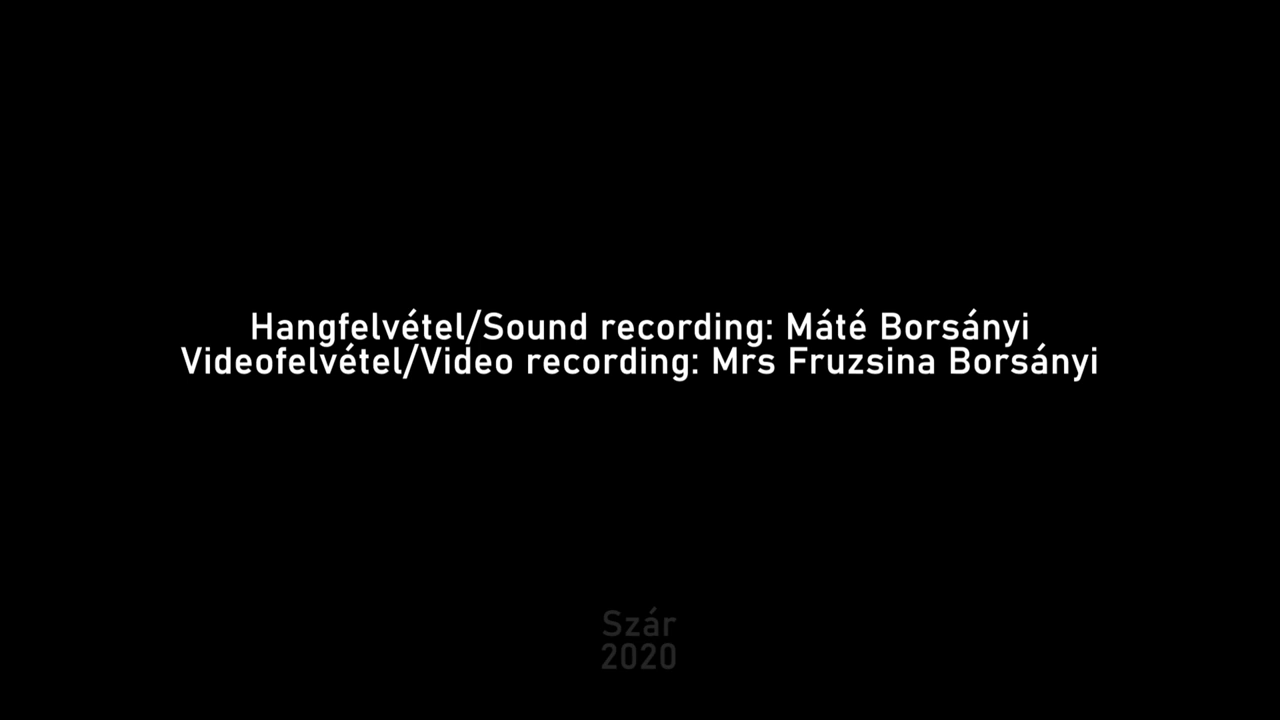 Hangfelvétel/Sound recording: Máté Borsányi
Videofelvétel/Video recording: Mrs Fruzsina Borsányi
Szár
2020